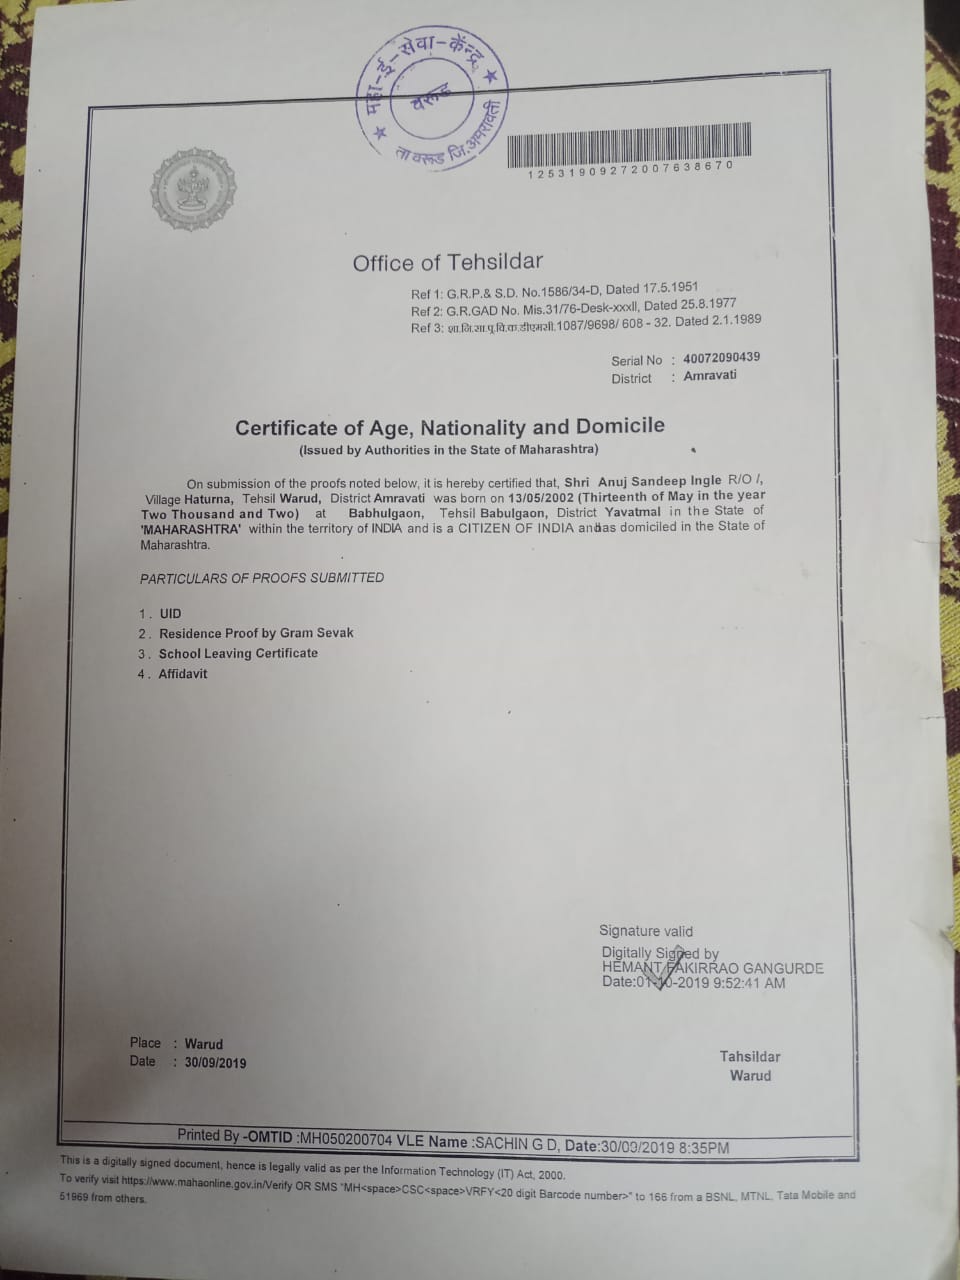 महा-ई-सेवा-केंन्द्र
वरूड
ता वरूड जि.अमरावती
12531909272007638670
Office of Tehsildar
Ref 1: G.R.P.& S.D. No.1586/34-D, Dated 17.5.1951
Ref 2: G.R.GAD No. Mis.31/76-Desk-xxxII, Dated 25.8.1977
Ref 3: शा.नि.सा.पू.वि.क.डीएमसी.1087/9698/ 608 - 32. Dated 2.1.1989
Serial No : 40072090439
District : Amravati
Certificate of Age, Nationality and Domicile
(Issued by Authorities in the State of Maharashtra)
On submission of the proofs noted below, it is hereby certified that, Shri Anuj Sandeep Ingle R/O /,
Village Haturna, Tehsil Warud, District Amravati was born on 13/05/2002 (Thirteenth of May in the year
Two Thousand and Two) at Babhulgaon, Tehsil Babulgaon, District Yavatmal in the State of
'MAHARASHTRA' within the territory of INDIA and is a CITIZEN OF INDIA and as domiciled in the State of
Maharashtra.
PARTICULARS OF PROOFS SUBMITTED
1 . UID
2 . Residence Proof by Gram Sevak
3 . School Leaving Certificate
4 . Affidavit
Signature valid
Digitally Signed by
HEMANT FAKIRRAO GANGURDE
Date:01-10-2019 9:52:41 AM
Place : Warud
Date : 30/09/2019
Tahsildar
Warud
Printed By -OMTID :MH050200704 VLE Name :SACHIN G D, Date:30/09/2019 8:35PM
This is a digitally signed document, hence is legally valid as per the Information Technology (IT) Act, 2000.
To verify visit https://www.mahaonline.gov.in/Verify OR SMS "MH<space>CSC<space>VRFY<20 digit Barcode number>" to 166 from a BSNL, MTNL, Tata Mobile and
51969 from others.